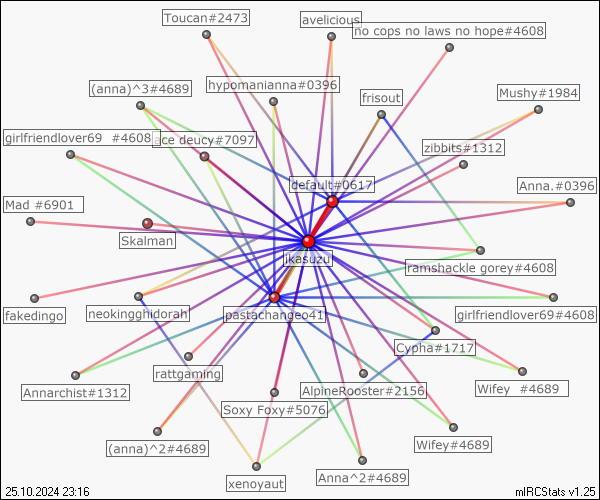 Toucan#2473
avelicious
no cops no laws no hope#4608
(anna)^3#4689
hypomanianna#0396
frisout
Mushy#1984
girlfriendlover69 #4608
ace deucy#7097
zibbits#1312
default#0617
Anna.#0396
Mad #6901
Skalman
ikasuzu
ramshackle gorey#4608
fakedingo
neokingghidorah
pastachangeo41
girlfriendlover69#4608
Cypha#1717
rattgaming
Annarchist#1312
AlpineRooster#2156
Wifey #4689
Soxy Foxy#5076
(anna)^2#4689
Wifey#4689
xenoyaut
Anna^2#4689
25.10.2024 23:16
mIRCStats v1.25